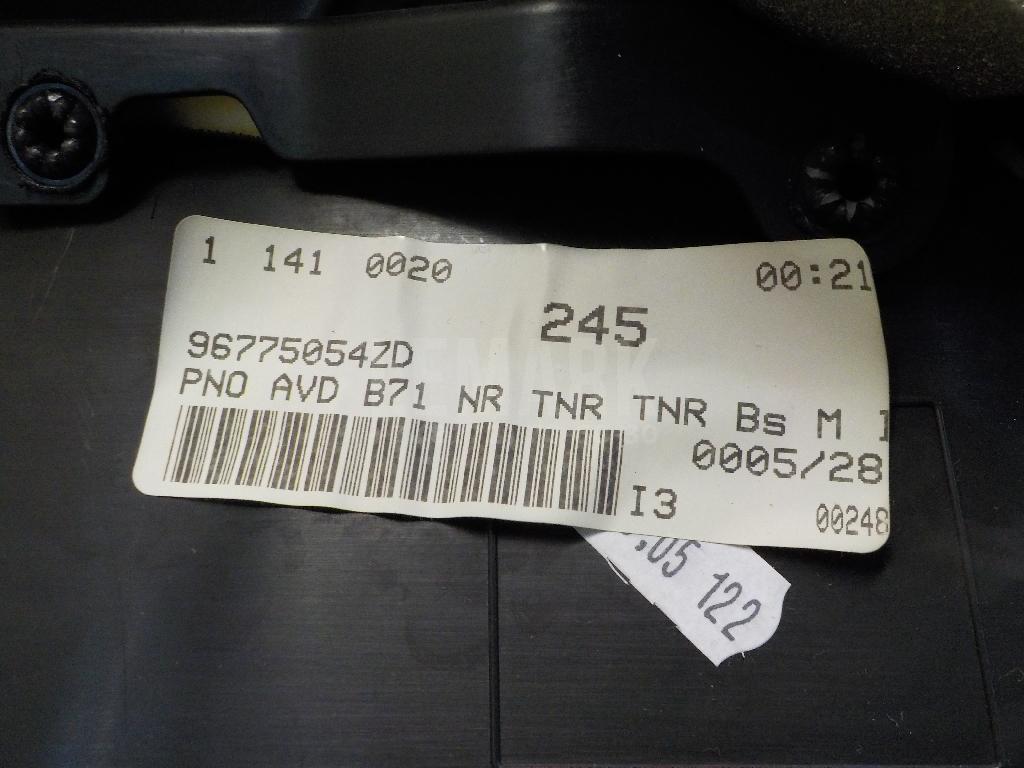 1 141 0020 00:21
245
96775054ZD
PNO AVD B71 NR TNR TNR Bs M
0005/28
I3 00248
.05 122